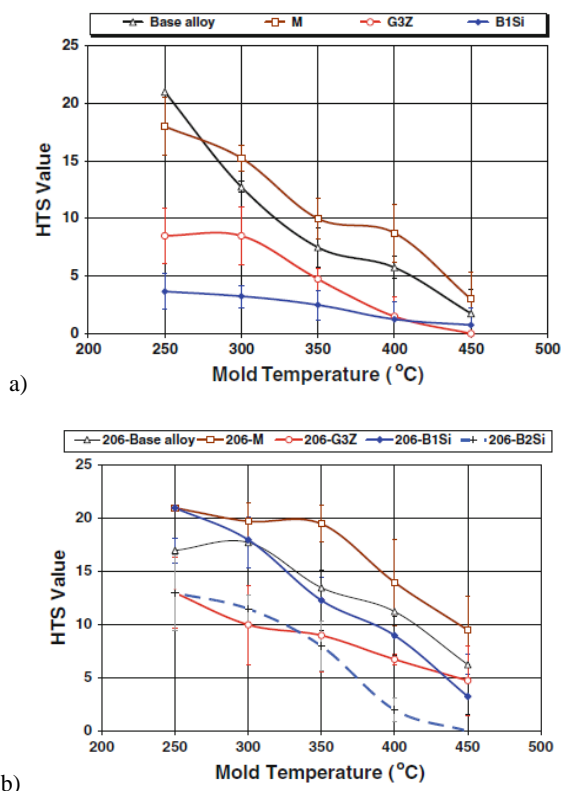 Base alloy M G3Z B1Si
25
20
15
10
5
0
HTS Value
200 250 300 350 400 450 500
Mold Temperature (°C)
a)
206-Base alloy 206-M 206-G3Z 206-B1Si 206-B2Si
25
20
15
10
5
0
HTS Value
200 250 300 350 400 450 500
Mold Temperature (°C)
b)